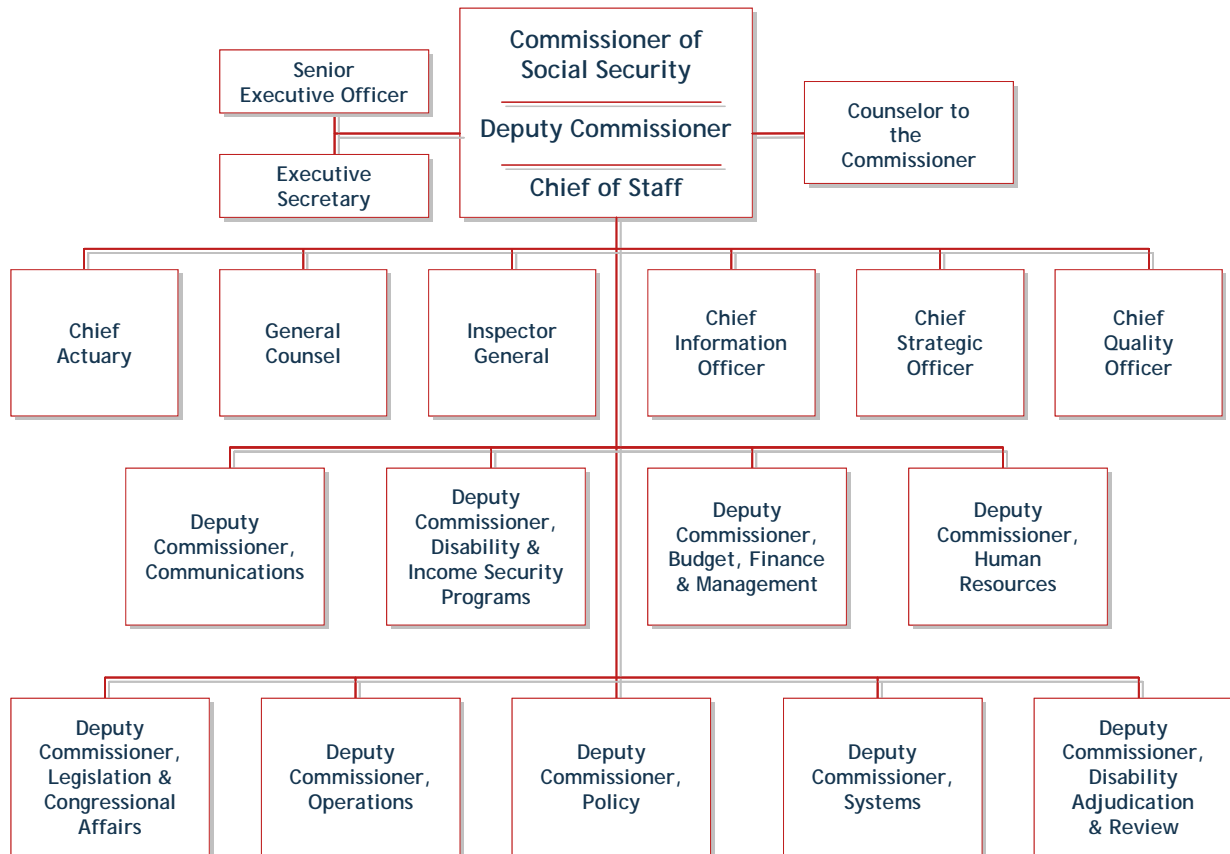 Commissioner of
Social Security
Deputy Commissioner
Chief of Staff
Senior
Executive Officer
Executive
Secretary
Counselor to
the
Commissioner
Chief
Actuary
General
Counsel
Inspector
General
Chief
Information
Officer
Chief
Strategic
Officer
Chief
Quality
Officer
Deputy
Commissioner,
Communications
Deputy
Commissioner,
Disability &
Income Security
Programs
Deputy
Commissioner,
Budget, Finance
& Management
Deputy
Commissioner,
Human
Resources
Deputy
Commissioner,
Legislation &
Congressional
Affairs
Deputy
Commissioner,
Operations
Deputy
Commissioner,
Policy
Deputy
Commissioner,
Systems
Deputy
Commissioner,
Disability
Adjudication
& Review